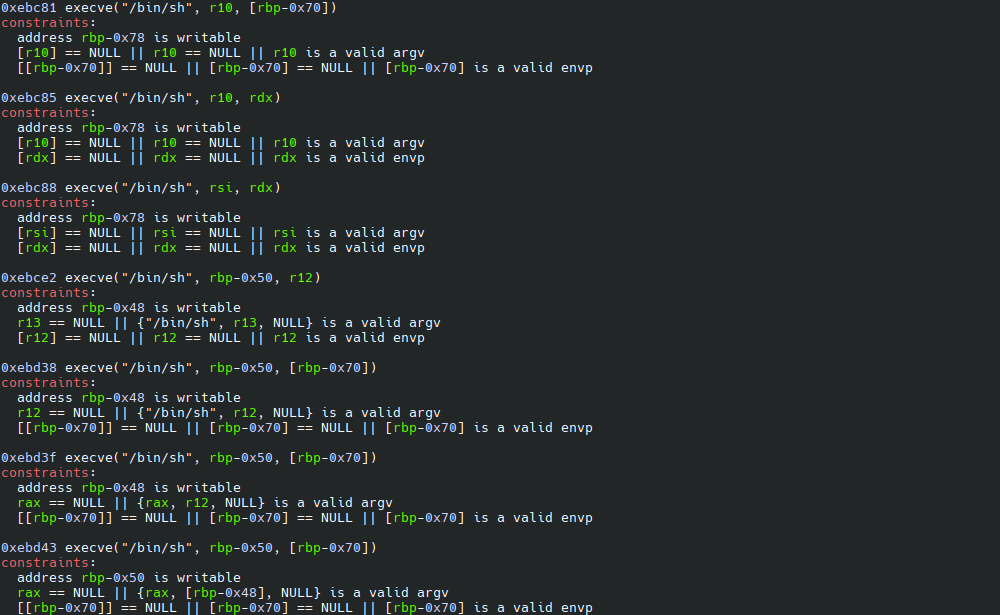 0xebc81 execve("/bin/sh", r10, [rbp-0x70])
constraints:
  address rbp-0x78 is writable
  [r10] == NULL || r10 == NULL || r10 is a valid argv
  [[rbp-0x70]] == NULL || [rbp-0x70] == NULL || [rbp-0x70] is a valid envp

0xebc85 execve("/bin/sh", r10, rdx)
constraints:
  address rbp-0x78 is writable
  [r10] == NULL || r10 == NULL || r10 is a valid argv
  [rdx] == NULL || rdx == NULL || rdx is a valid envp

0xebc88 execve("/bin/sh", rsi, rdx)
constraints:
  address rbp-0x78 is writable
  [rsi] == NULL || rsi == NULL || rsi is a valid argv
  [rdx] == NULL || rdx == NULL || rdx is a valid envp

0xebce2 execve("/bin/sh", rbp-0x50, r12)
constraints:
  address rbp-0x48 is writable
  r13 == NULL || {"/bin/sh", r13, NULL} is a valid argv
  [r12] == NULL || r12 == NULL || r12 is a valid envp

0xebd38 execve("/bin/sh", rbp-0x50, [rbp-0x70])
constraints:
  address rbp-0x48 is writable
  r12 == NULL || {"/bin/sh", r12, NULL} is a valid argv
  [[rbp-0x70]] == NULL || [rbp-0x70] == NULL || [rbp-0x70] is a valid envp

0xebd3f execve("/bin/sh", rbp-0x50, [rbp-0x70])
constraints:
  address rbp-0x48 is writable
  rax == NULL || {rax, r12, NULL} is a valid argv
  [[rbp-0x70]] == NULL || [rbp-0x70] == NULL || [rbp-0x70] is a valid envp

0xebd43 execve("/bin/sh", rbp-0x50, [rbp-0x70])
constraints:
  address rbp-0x50 is writable
  rax == NULL || {rax, [rbp-0x48], NULL} is a valid argv
  [[rbp-0x70]] == NULL || [rbp-0x70] == NULL || [rbp-0x70] is a valid envp